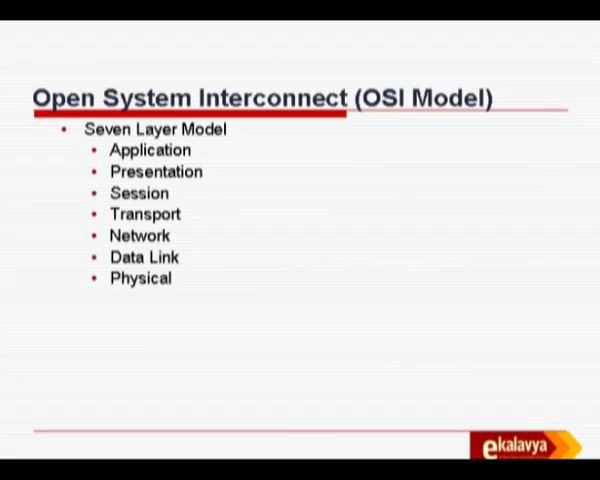 Open System Interconnect (OSI Model)
• Seven Layer Model
• Application
• Presentation
• Session
• Transport
• Network
• Data Link
• Physical
ekalavya